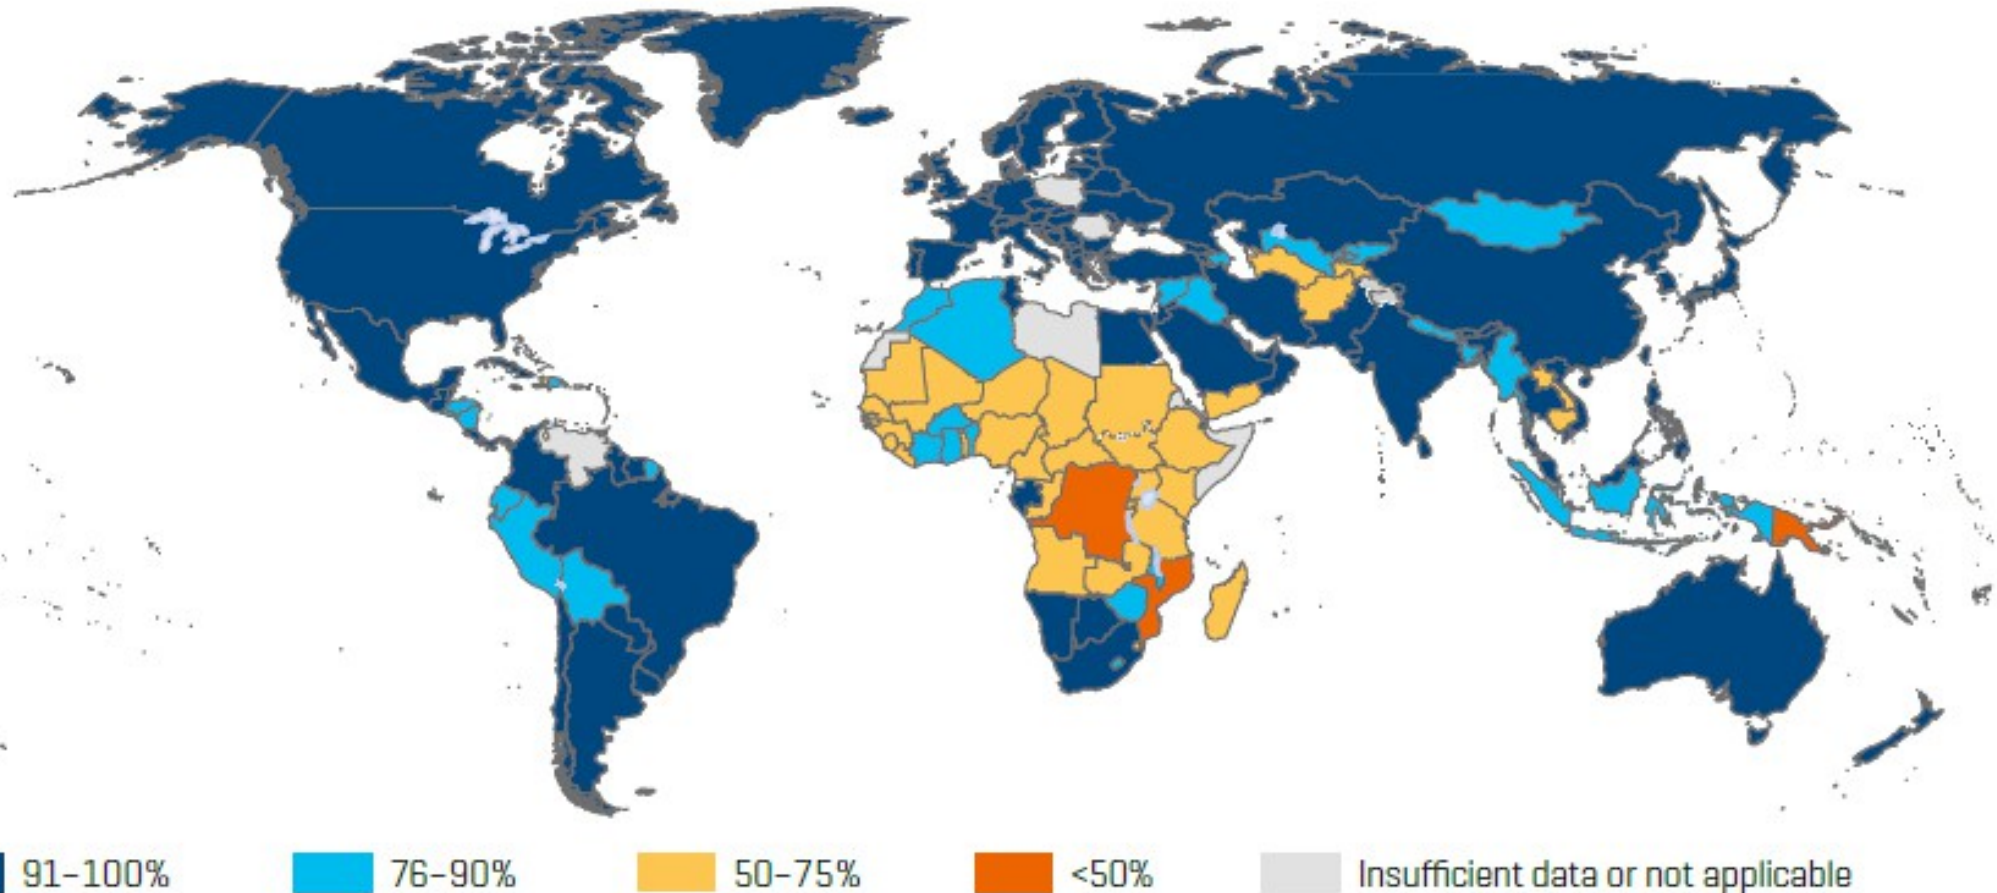 91–100%
76–90%
50–75%
<50%
Insufficient data or not applicable